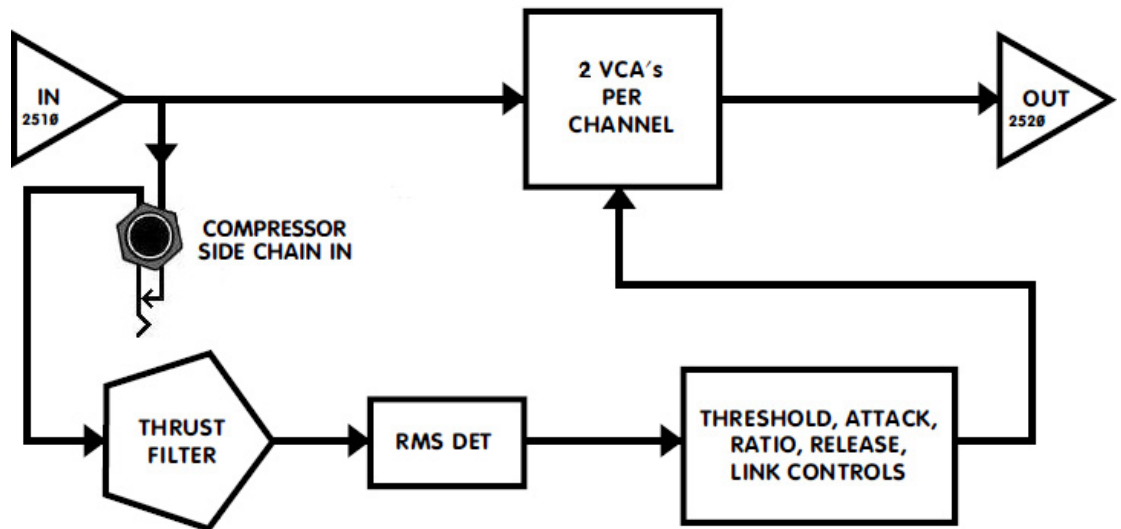 IN
2510
2 VCA's
PER
CHANNEL
OUT
2520
COMPRESSOR
SIDE CHAIN IN
THRUST
FILTER
RMS DET
THRESHOLD, ATTACK,
RATIO, RELEASE,
LINK CONTROLS